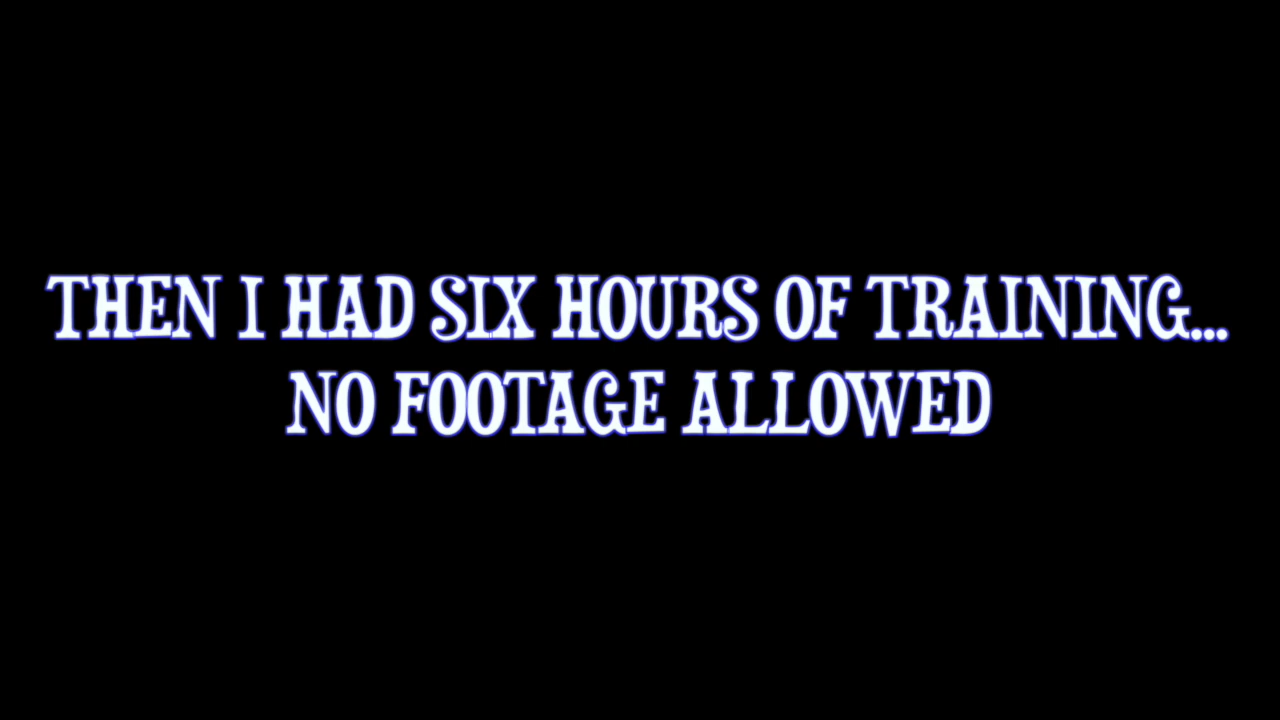 THEN I HAD SIX HOURS OF TRAINING...
NO FOOTAGE ALLOWED